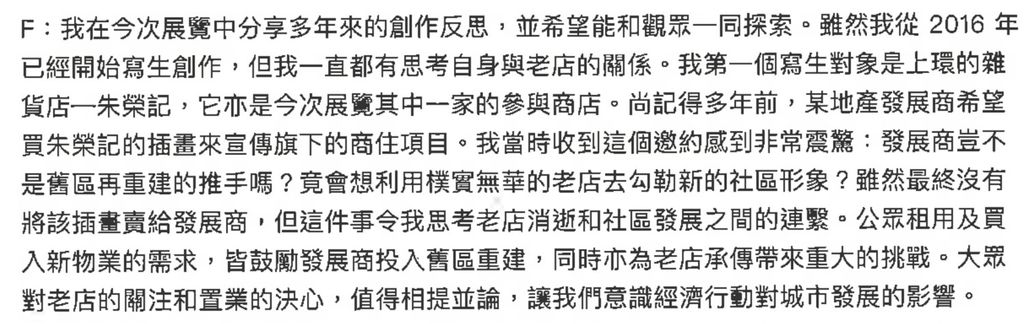 F：我在今次展覽中分享多年來的創作反思，並希望能和觀眾一同探索。雖然我從 2016 年
已經開始寫生創作，但我一直都有思考自身與老店的關係。我第一個寫生對象是上環的雜
貨店—朱榮記，它亦是今次展覽其中一家的參與商店。尚記得多年前，某地產發展商希望
買朱榮記的插畫來宣傳旗下的商住項目。我當時收到這個邀約感到非常震驚：發展商豈不
是舊區再重建的推手嗎？竟會想利用樸實無華的老店去勾勒新的社區形象？雖然最終沒有
將該插畫賣給發展商，但這件事令我思考老店消逝和社區發展之間的連繫。公眾租用及買
入新物業的需求，皆鼓勵發展商投入舊區重建，同時亦為老店承傳帶來重大的挑戰。大眾
對老店的關注和置業的決心，值得相提並論，讓我們意識經濟行動對城市發展的影響。